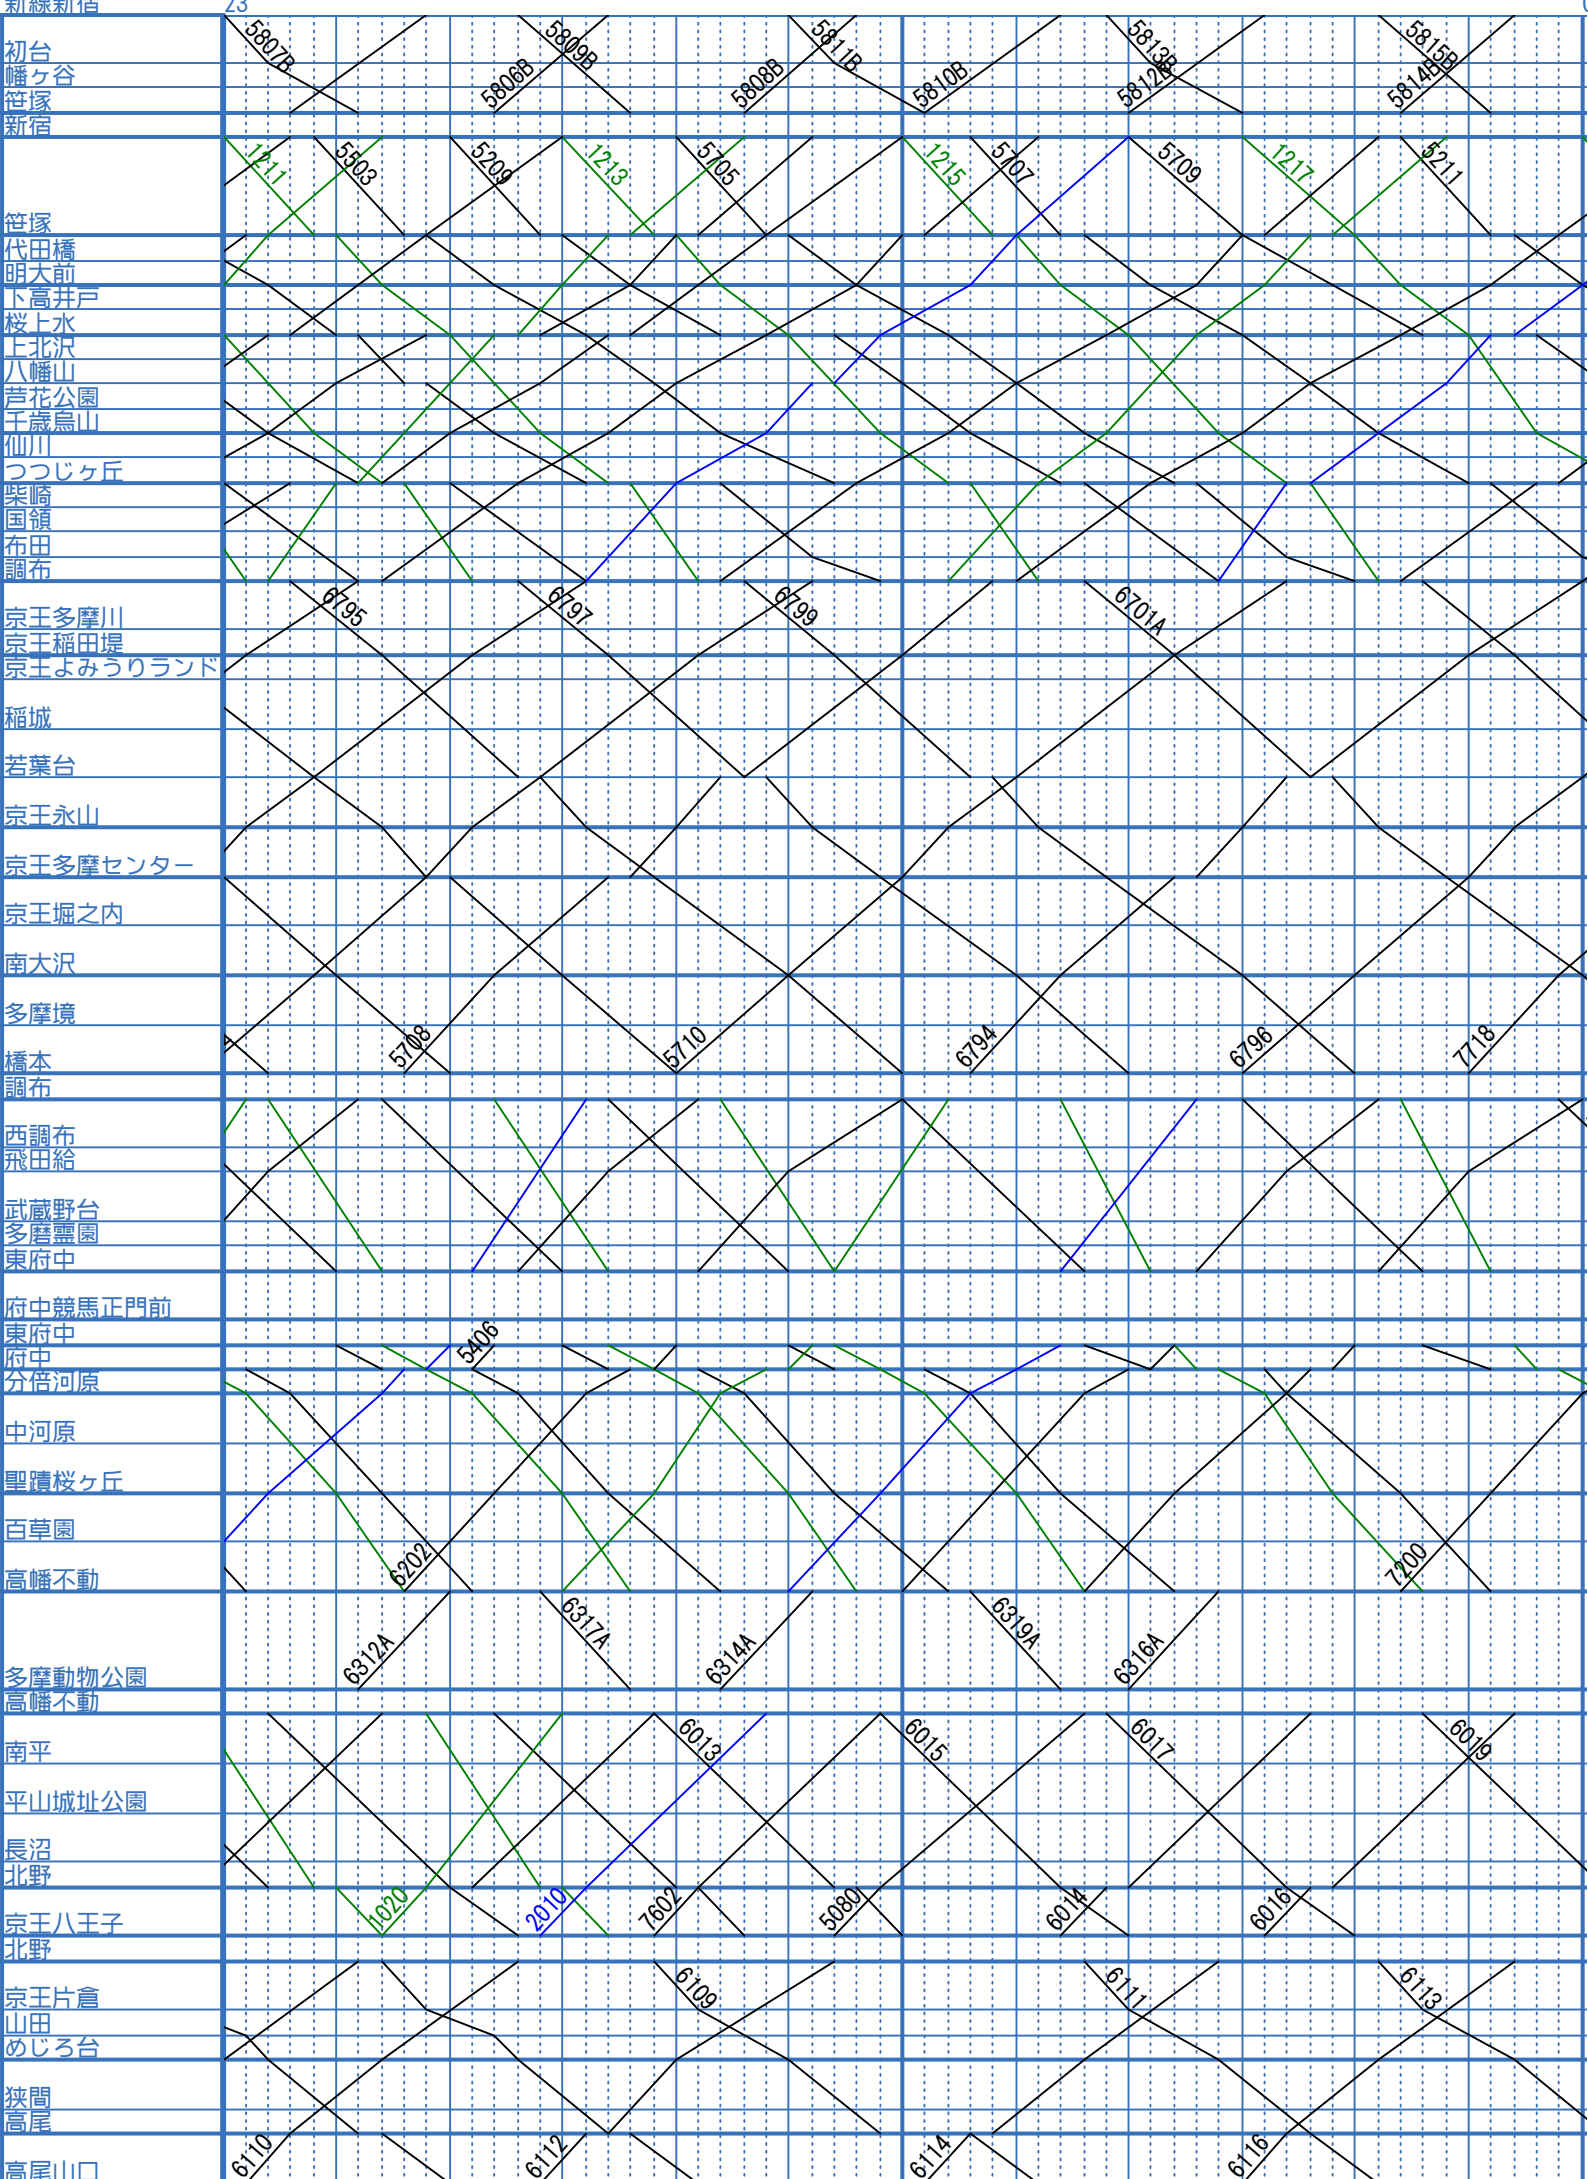 新線新宿 23
初台
幡ヶ谷
笹塚
5807B 5809B 5811B 5813B 5815B
5806B 5808B 5810B 5812B 5814B
新宿
1211 5503 5209 1213 5705 1215 5707 5709 1217 5211
笹塚
代田橋
明大前
下高井戸
桜上水
上北沢
八幡山
芦花公園
千歳烏山
仙川
つつじヶ丘
柴崎
国領
布田
調布
6795 6797 6799 6701A
京王多摩川
京王稲田堤
京王よみうりランド
稲城
若葉台
京王永山
京王多摩センター
京王堀之内
南大沢
多摩境
橋本
5708 5710 6794 6796 7718
調布
西調布
飛田給
武蔵野台
多磨霊園
東府中
府中競馬正門前
東府中
府中
5406
分倍河原
中河原
聖蹟桜ヶ丘
百草園
高幡不動
6202 7200
6312A 6317A 6314A 6319A 6316A
多摩動物公園
高幡不動
6013 6015 6017 6019
南平
平山城址公園
長沼
北野
京王八王子
1020 2010 7602 5080 6014 6016
北野
京王片倉
6109 6111 6113
山田
めじろ台
狭間
高尾
高尾山口
6110 6112 6114 6116